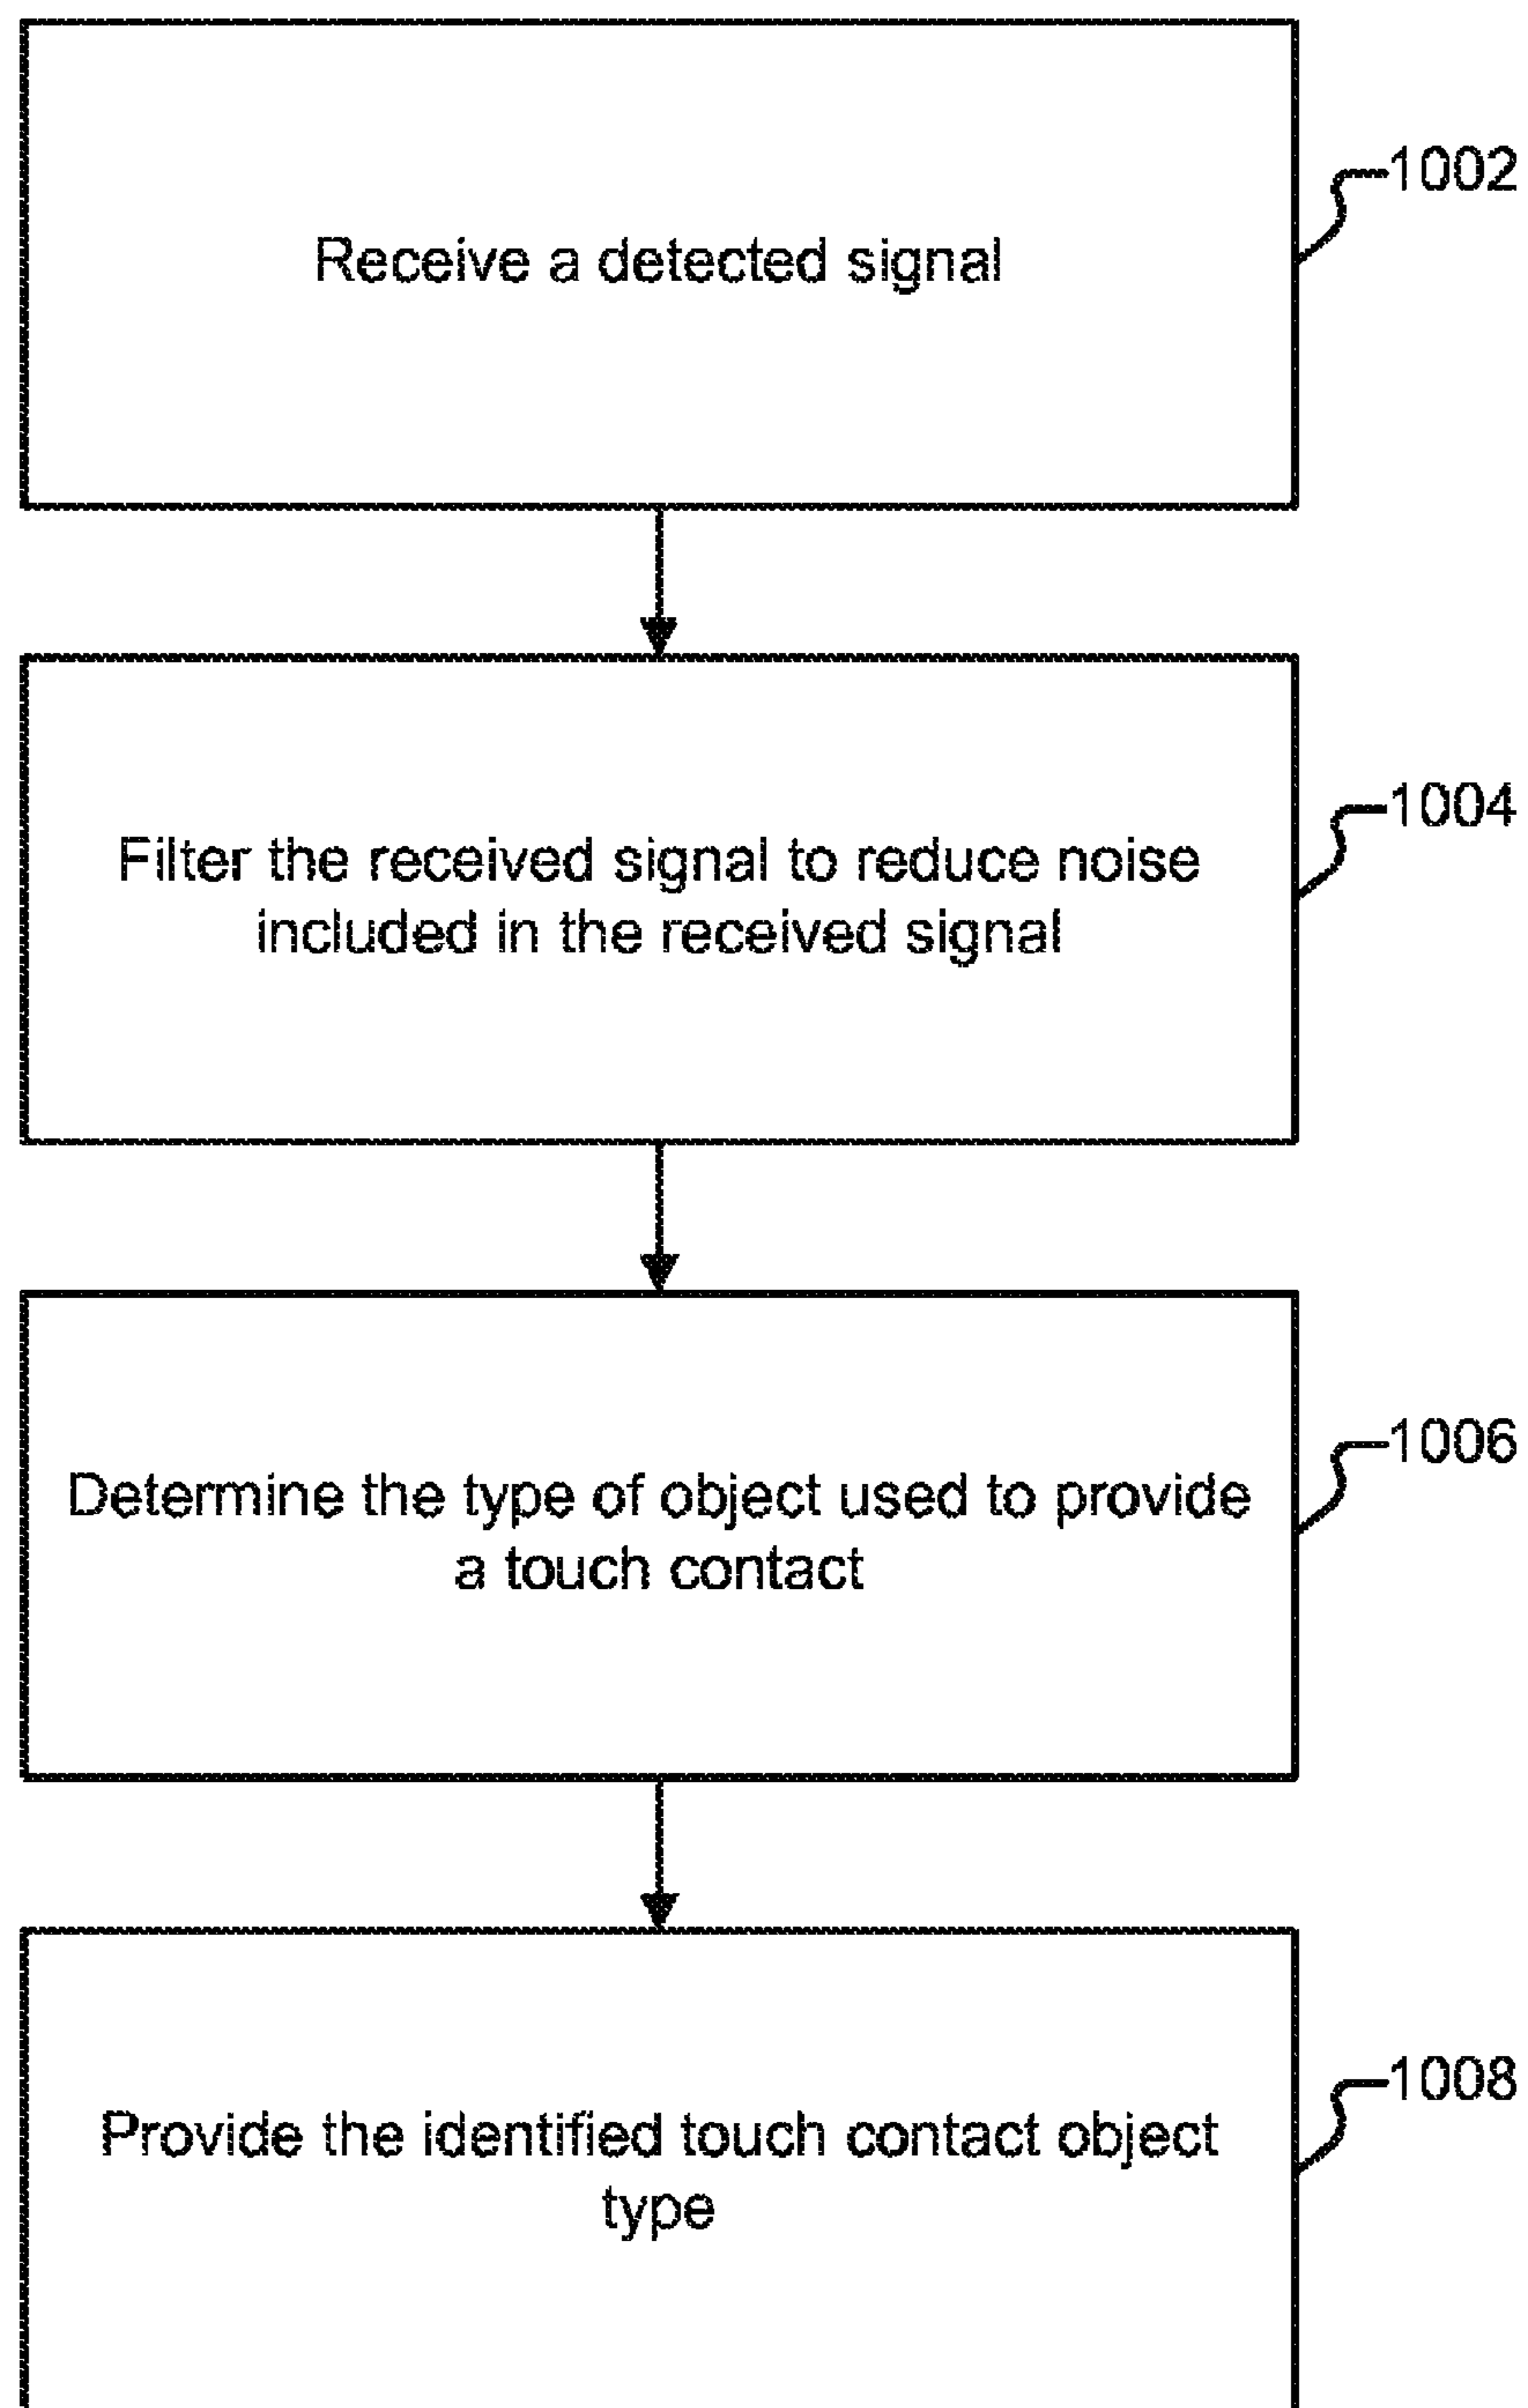 Receive a detected signal
1002
Filter the received signal to reduce noise
included in the received signal
1004
Determine the type of object used to provide
a touch contact
1006
Provide the identified touch contact object
type
1008